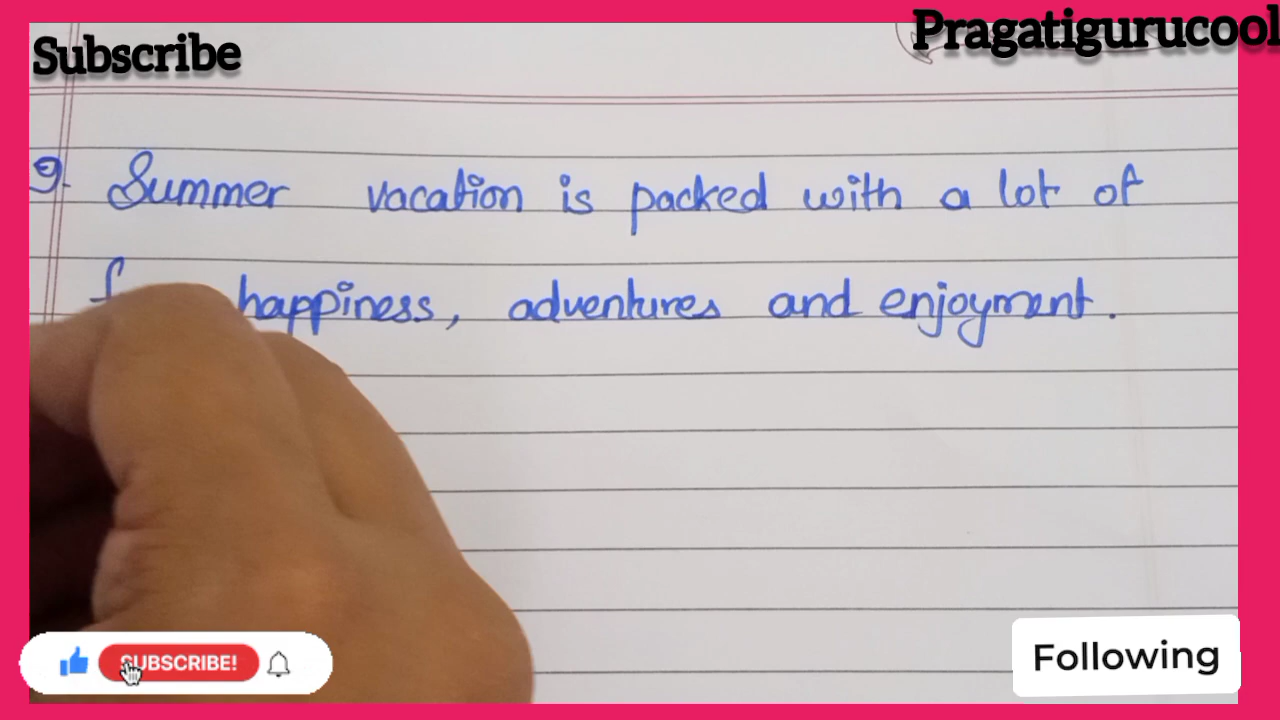 Subscribe
Pragatigurucool
9. Summer vacation is packed with a lot of
happiness, adventures and enjoyment.
SUBSCRIBE!
Following